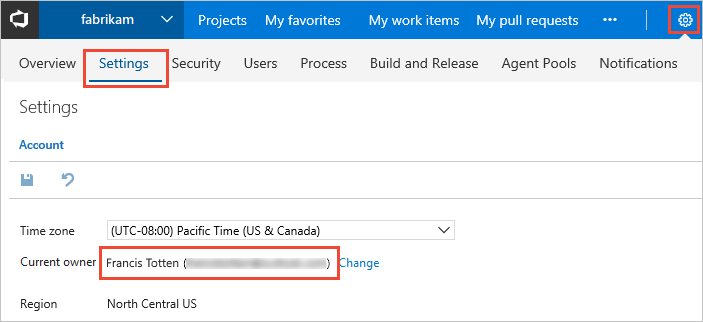 fabrikam Projects My favorites My work items My pull requests ...
Overview Settings Security Users Process Build and Release Agent Pools Notifications
Settings
Account
Time zone (UTC-08:00) Pacific Time (US & Canada)
Current owner Francis Totten ( ) Change
Region North Central US